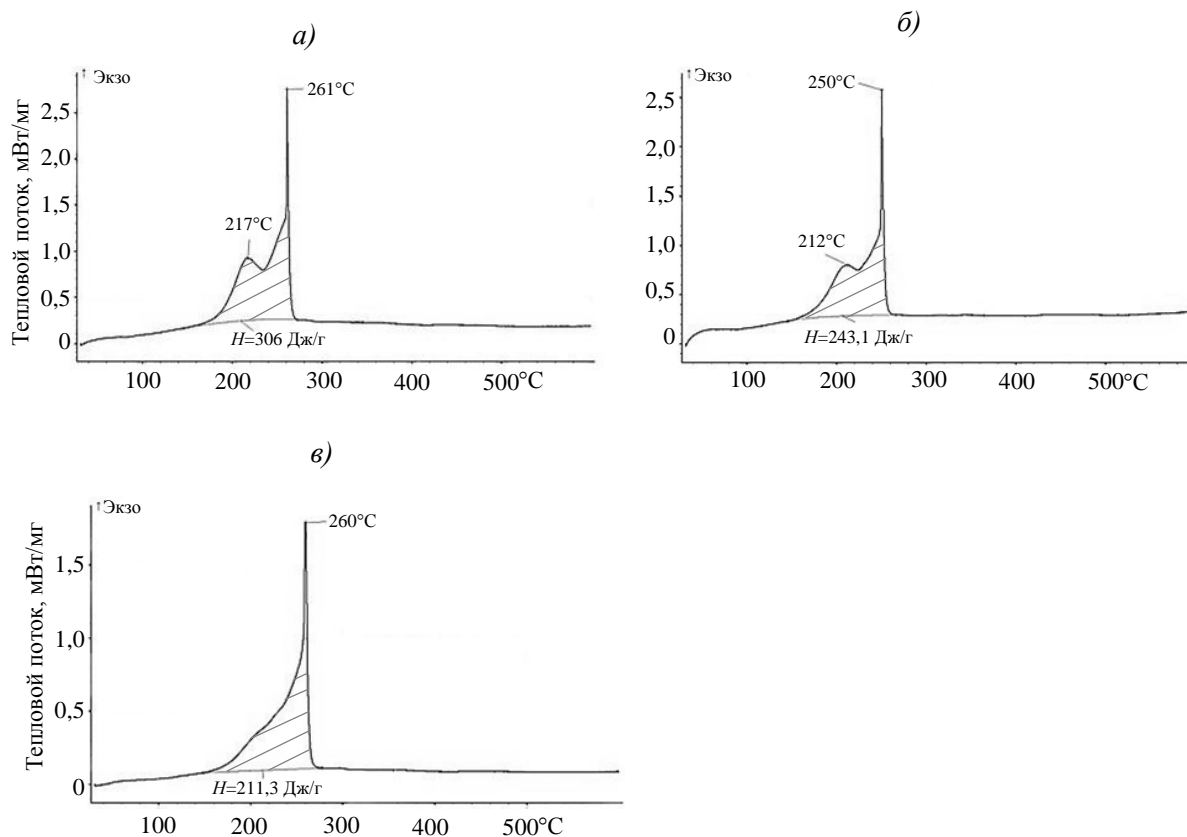 а)
↑ Экзо
261°C
2,5
2,0
1,5
217°C
1,0
0,5
0
H=306 Дж/г
100 200 300 400 500°C
Тепловой поток, мВт/мг
б)
↑ Экзо
250°C
2,5
2,0
1,5
1,0
212°C
0,5
0
H=243,1 Дж/г
100 200 300 400 500°C
в)
↑Экзо
260°C
1,5
1,0
0,5
0
H=211,3 Дж/г
100 200 300 400 500°C
Тепловой поток, мВт/мг